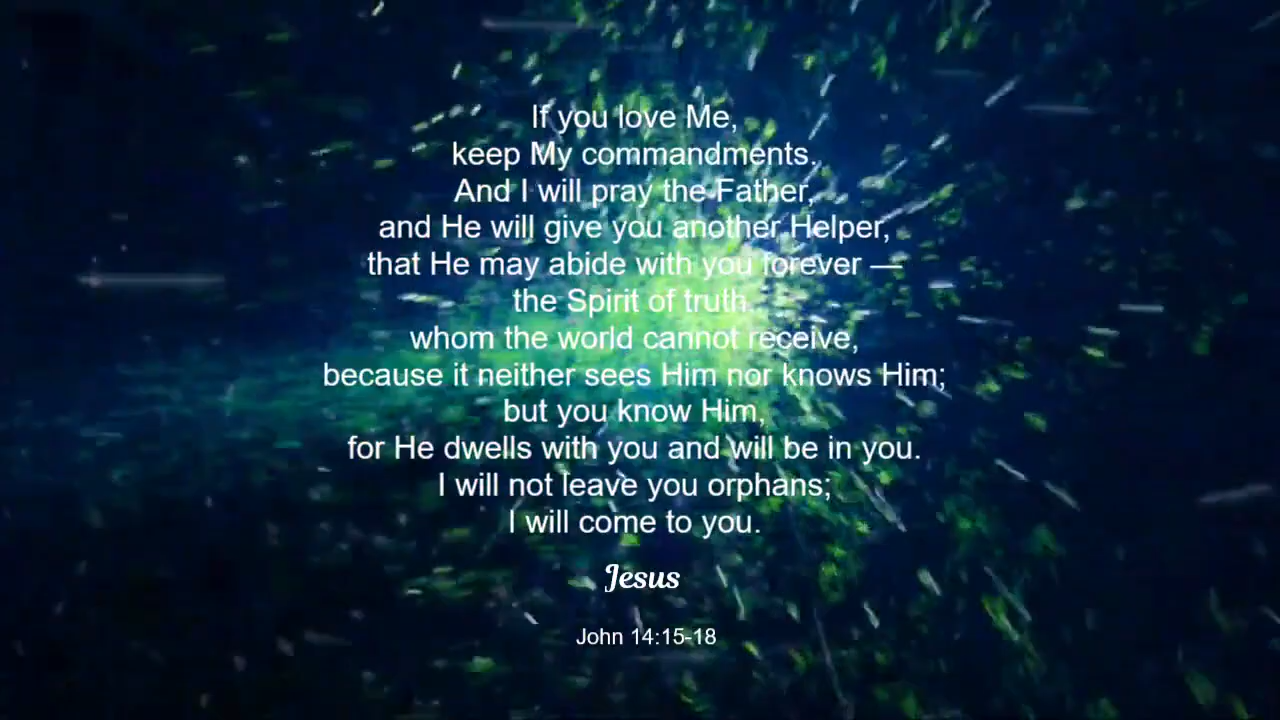 If you love Me,
keep My commandments.
And I will pray the Father,
and He will give you another Helper,
that He may abide with you forever —
the Spirit of truth.
whom the world cannot receive,
because it neither sees Him nor knows Him;
but you know Him,
for He dwells with you and will be in you.
I will not leave you orphans;
I will come to you.
Jesus
John 14:15-18